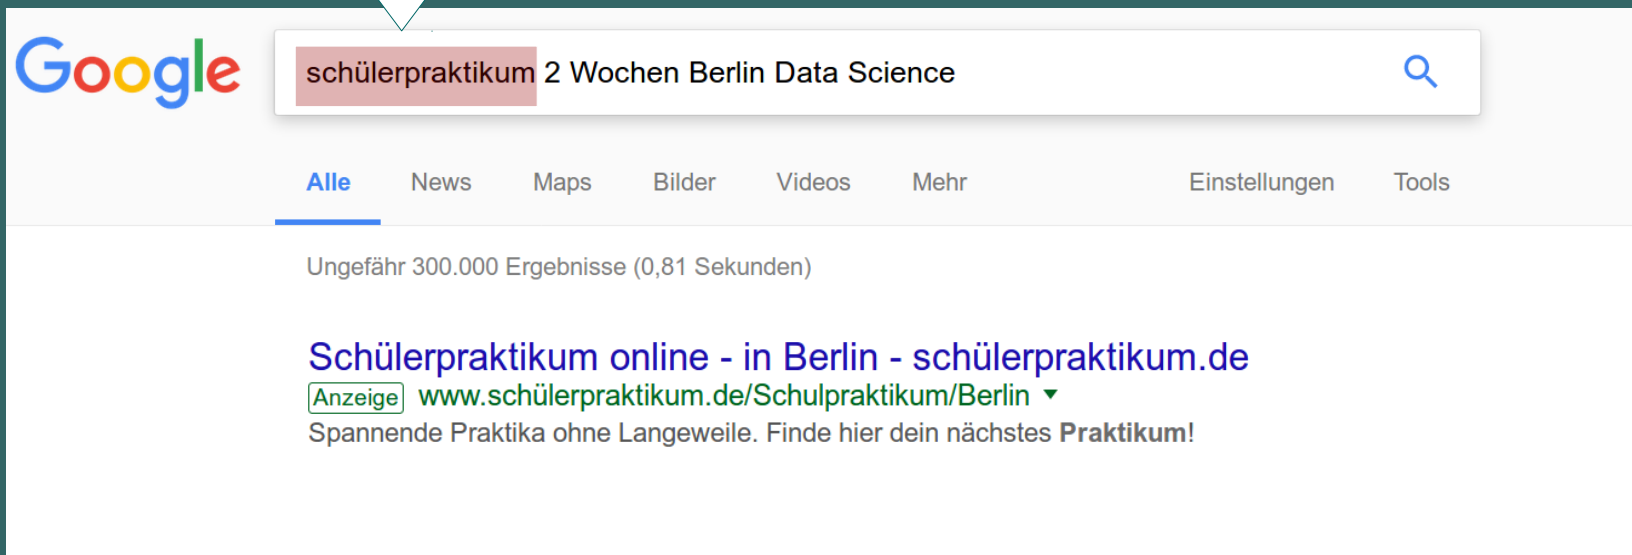 Google
schülerpraktikum 2 Wochen Berlin Data Science
Alle News Maps Bilder Videos Mehr Einstellungen Tools
Ungefähr 300.000 Ergebnisse (0,81 Sekunden)
Schülerpraktikum online - in Berlin - schülerpraktikum.de
Anzeige www.schülerpraktikum.de/Schulpraktikum/Berlin
Spannende Praktika ohne Langeweile. Finde hier dein nächstes Praktikum!